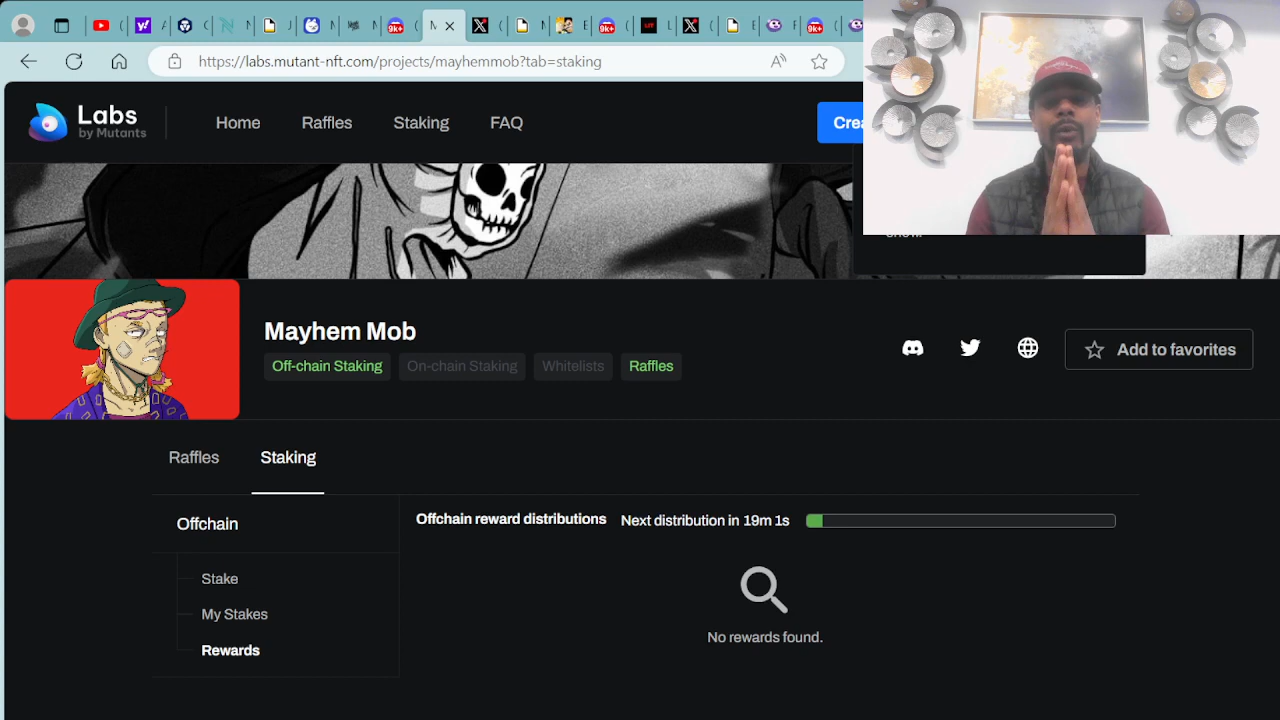 https://labs.mutant-nft.com/projects/mayhemmob?tab=staking
Labs
by Mutants
Home Raffles Staking FAQ
Mayhem Mob
Off-chain Staking On-chain Staking Whitelists Raffles
Add to favorites
Raffles Staking
Offchain
Offchain reward distributions Next distribution in 19m 1s
Stake
My Stakes
Rewards
No rewards found.